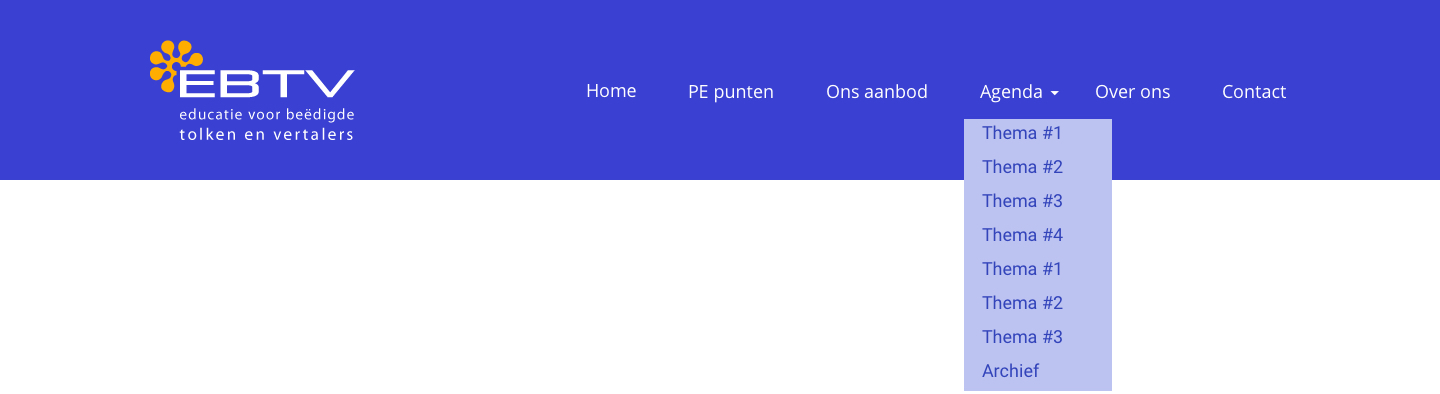 EBTV
educatie voor beëdigde
tolken en vertalers
Home PE punten Ons aanbod Agenda Over ons Contact
Thema #1
Thema #2
Thema #3
Thema #4
Thema #1
Thema #2
Thema #3
Archief